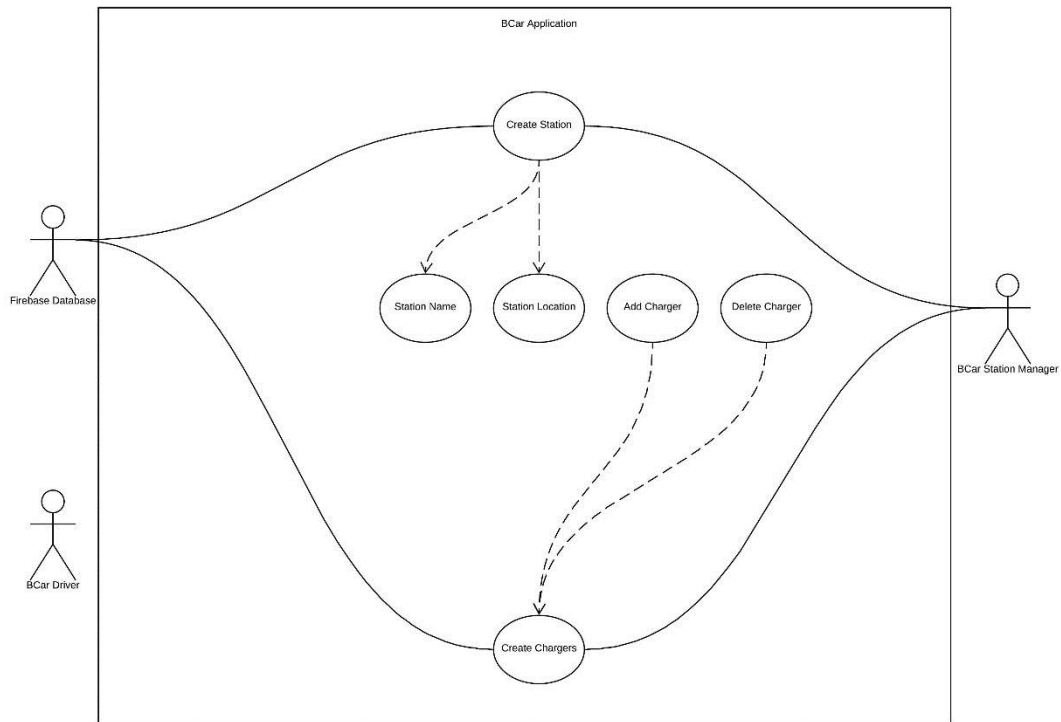 BCar Application
Create Station
Firebase Database
Station Name
Station Location
Add Charger
Delete Charger
BCar Station Manager
BCar Driver
Create Chargers